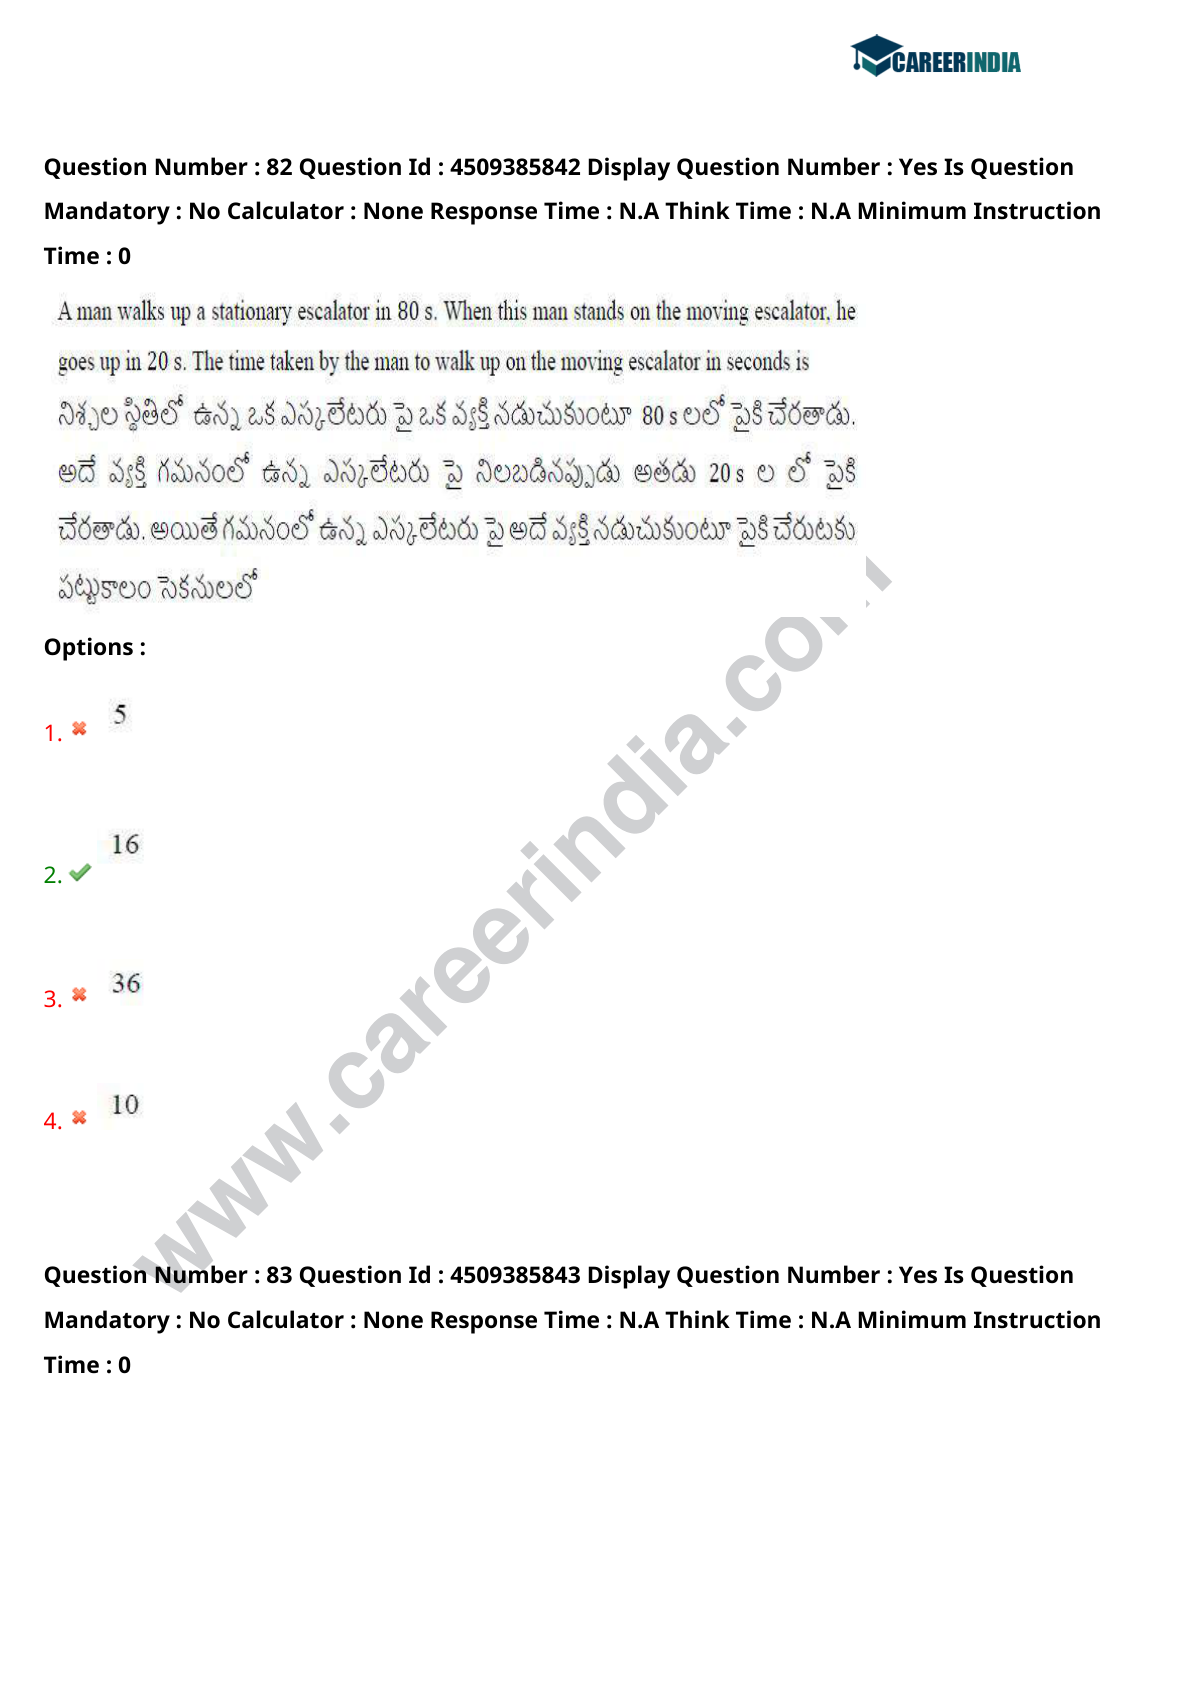 CAREERINDIA
Question Number : 82 Question Id : 4509385842 Display Question Number : Yes Is Question
Mandatory : No Calculator : None Response Time : N.A Think Time : N.A Minimum Instruction
Time : 0
A man walks up a stationary escalator in 80 s. When this man stands on the moving escalator, he
goes up in 20 s. The time taken by the man to walk up on the moving escalator in seconds is
నిశ్చల స్థితిలో ఉన్న ఒక ఎస్కలేటరు పై ఒక వ్యక్తి నడుచుకుంటూ 80 s లలో పైకి చేరతాడు.
అదే వ్యక్తి గమనంలో ఉన్న ఎస్కలేటరు పై నిలబడినప్పుడు అతడు 20 s ల లో పైకి
చేరతాడు. అయితే గమనంలో ఉన్న ఎస్కలేటరు పై అదే వ్యక్తి నడుచుకుంటూ పైకి చేరుటకు
పట్టుకాలం సెకనులలో
Options :
1. 5
2. 16
3. 36
4. 10
www.careerindia.com
Question Number : 83 Question Id : 4509385843 Display Question Number : Yes Is Question
Mandatory : No Calculator : None Response Time : N.A Think Time : N.A Minimum Instruction
Time : 0